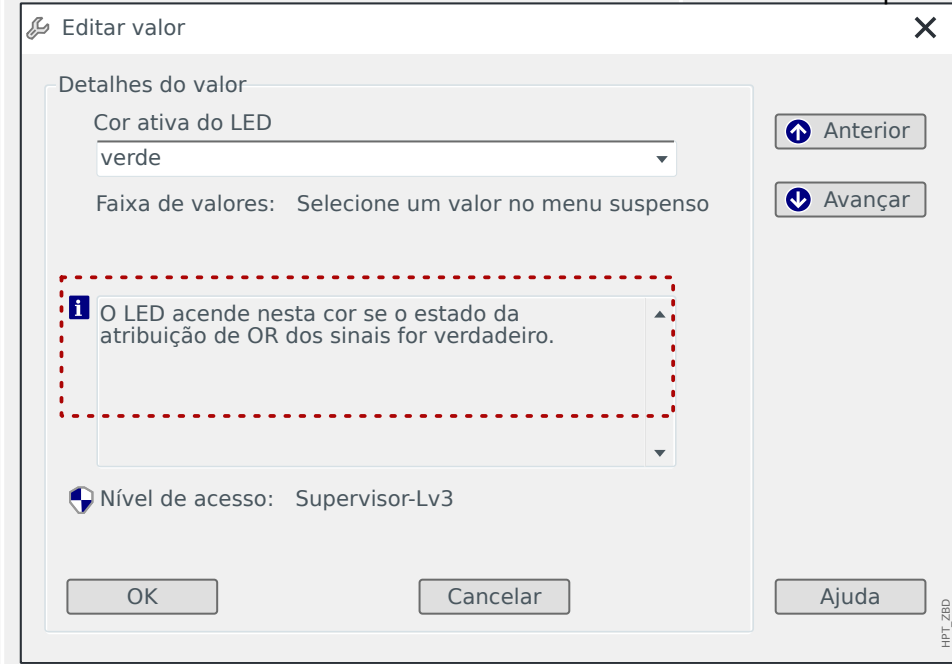 Editar valor
Detalhes do valor
Cor ativa do LED
verde
Faixa de valores: Selecione um valor no menu suspenso
Anterior
Avançar
i
O LED acende nesta cor se o estado da
atribuição de OR dos sinais for verdadeiro.
Nível de acesso: Supervisor-Lv3
OK
Cancelar
Ajuda
HPT_ZBD